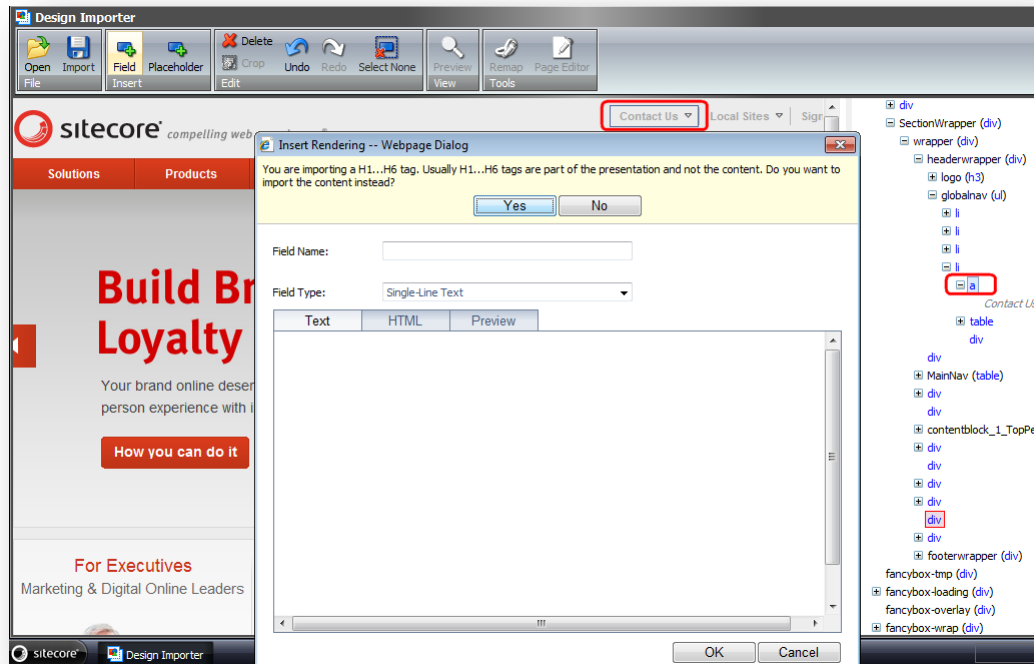 Design Importer
Open Import Field Placeholder Delete Crop Undo Redo Select None Preview Remap Page Editor
File Insert Edit View Tools
sitecore compelling web
Contact Us Local Sites Sign
Solutions Products
Build Br
Loyalty
Your brand online deser
person experience with i
How you can do it
For Executives
Marketing & Digital Online Leaders
Insert Rendering -- Webpage Dialog
You are importing a H1...H6 tag. Usually H1...H6 tags are part of the presentation and not the content. Do you want to
import the content instead?
Yes No
Field Name:
Field Type: Single-Line Text
Text HTML Preview
OK Cancel
div
SectionWrapper (div)
wrapper (div)
headerwrapper (div)
logo (h3)
globalnav (ul)
li
li
li
li
a
Contact Us
table
div
div
MainNav (table)
div
div
contentblock_1_TopPe
div
div
div
div
div
div
footerwrapper (div)
fancybox-tmp (div)
fancybox-loading (div)
fancybox-overlay (div)
fancybox-wrap (div)
sitecore Design Importer